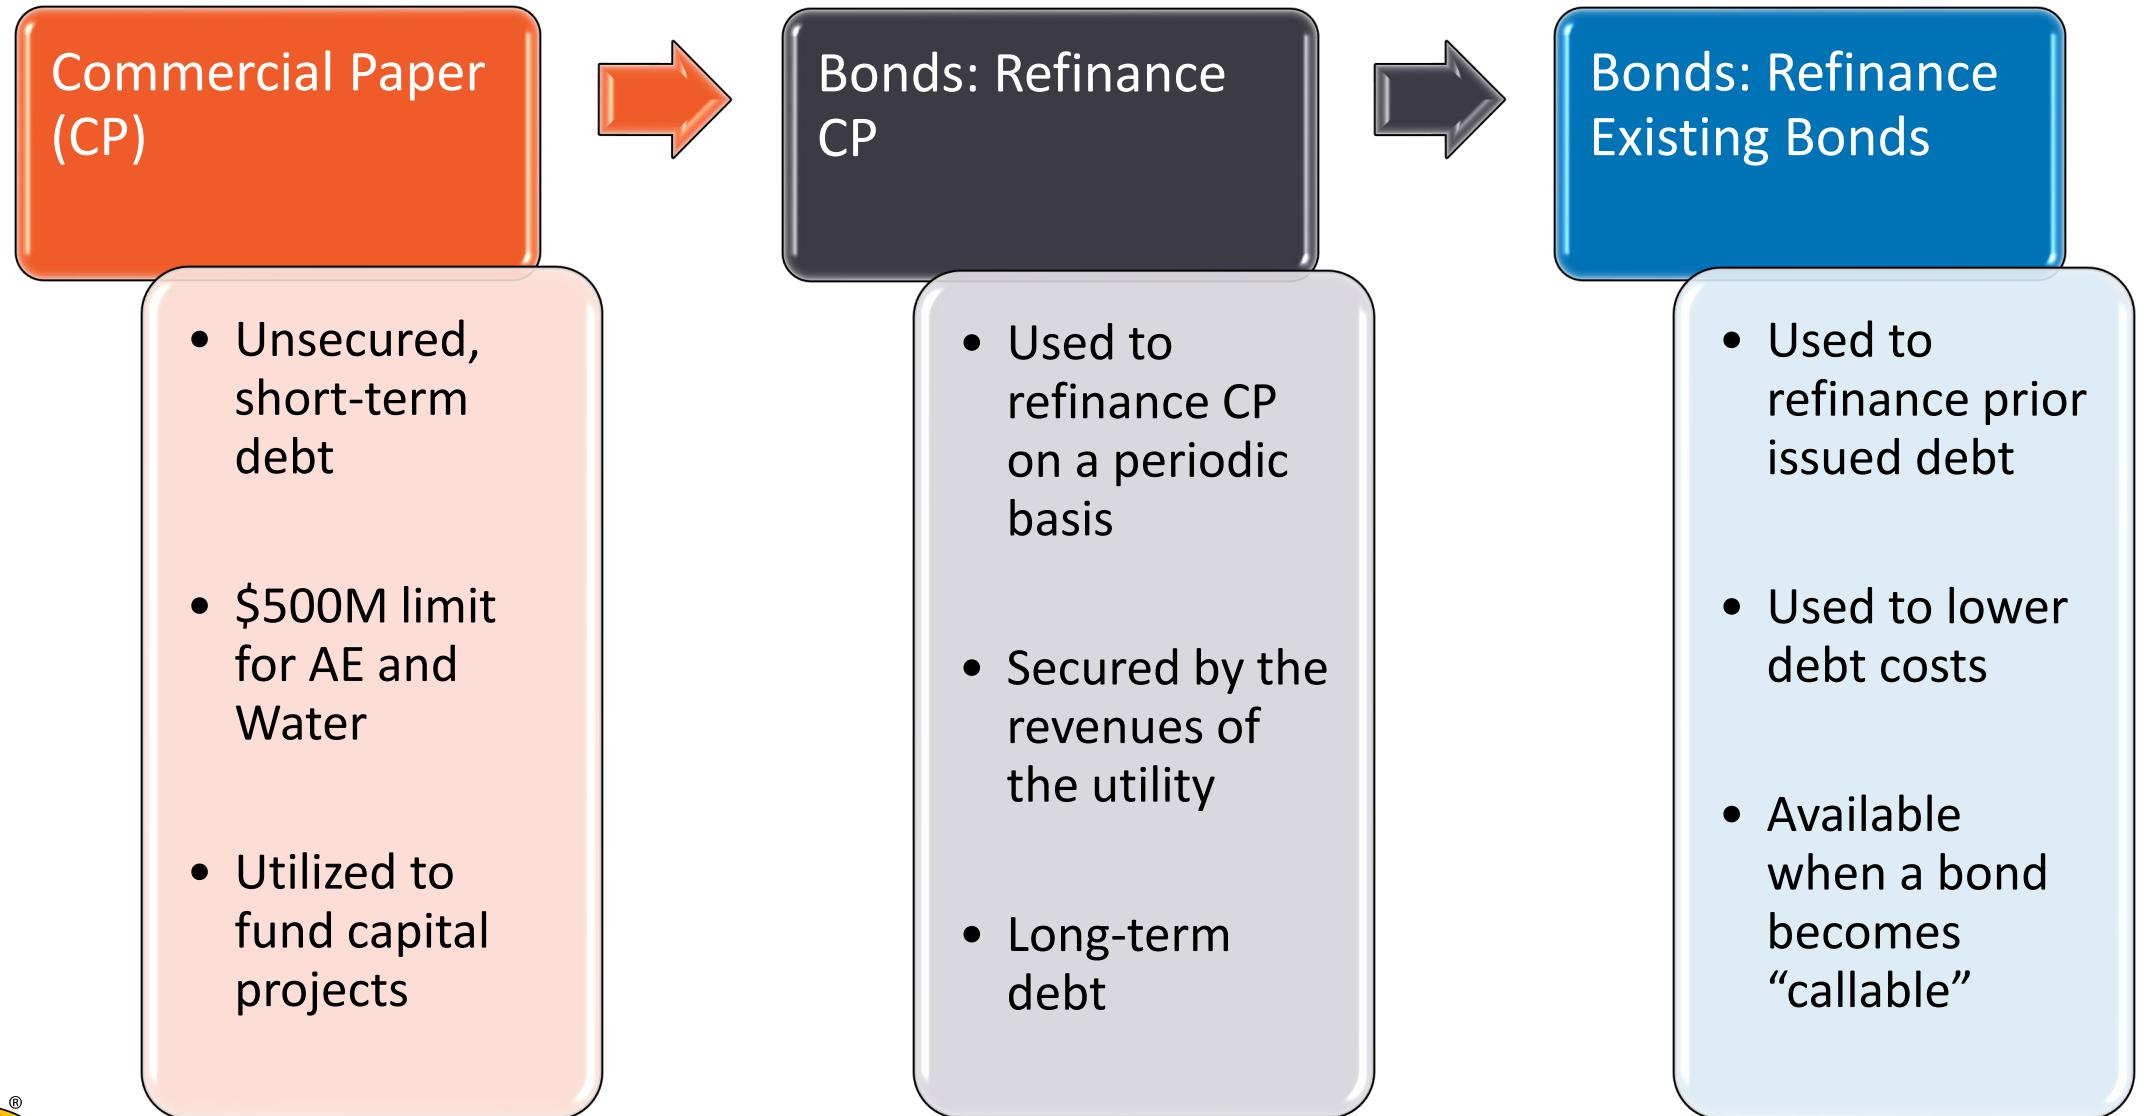 Commercial Paper
(CP)
• Unsecured,
short-term
debt
• $500M limit
for AE and
Water
• Utilized to
fund capital
projects
Bonds: Refinance
CP
• Used to
refinance CP
on a periodic
basis
• Secured by the
revenues of
the utility
• Long-term
debt
Bonds: Refinance
Existing Bonds
• Used to
refinance prior
issued debt
• Used to lower
debt costs
• Available
when a bond
becomes
“callable”
®